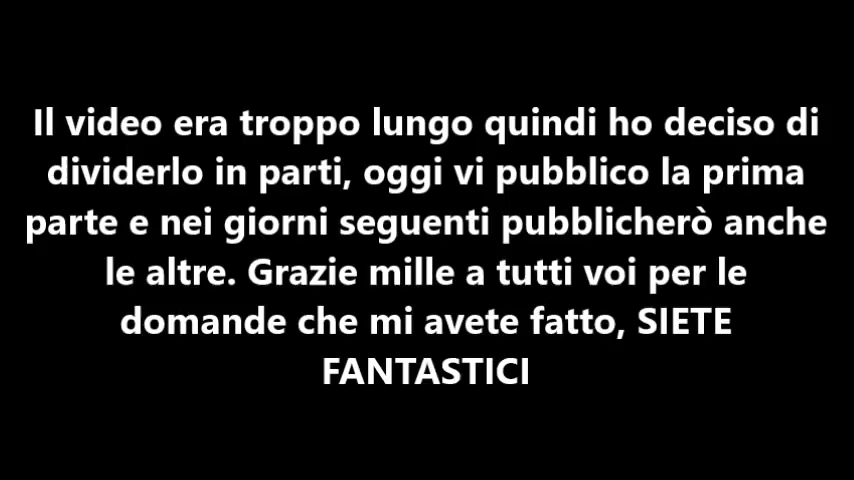 Il video era troppo lungo quindi ho deciso di
dividerlo in parti, oggi vi pubblico la prima
parte e nei giorni seguenti pubblicherò anche
le altre. Grazie mille a tutti voi per le
domande che mi avete fatto, SIETE
FANTASTICI